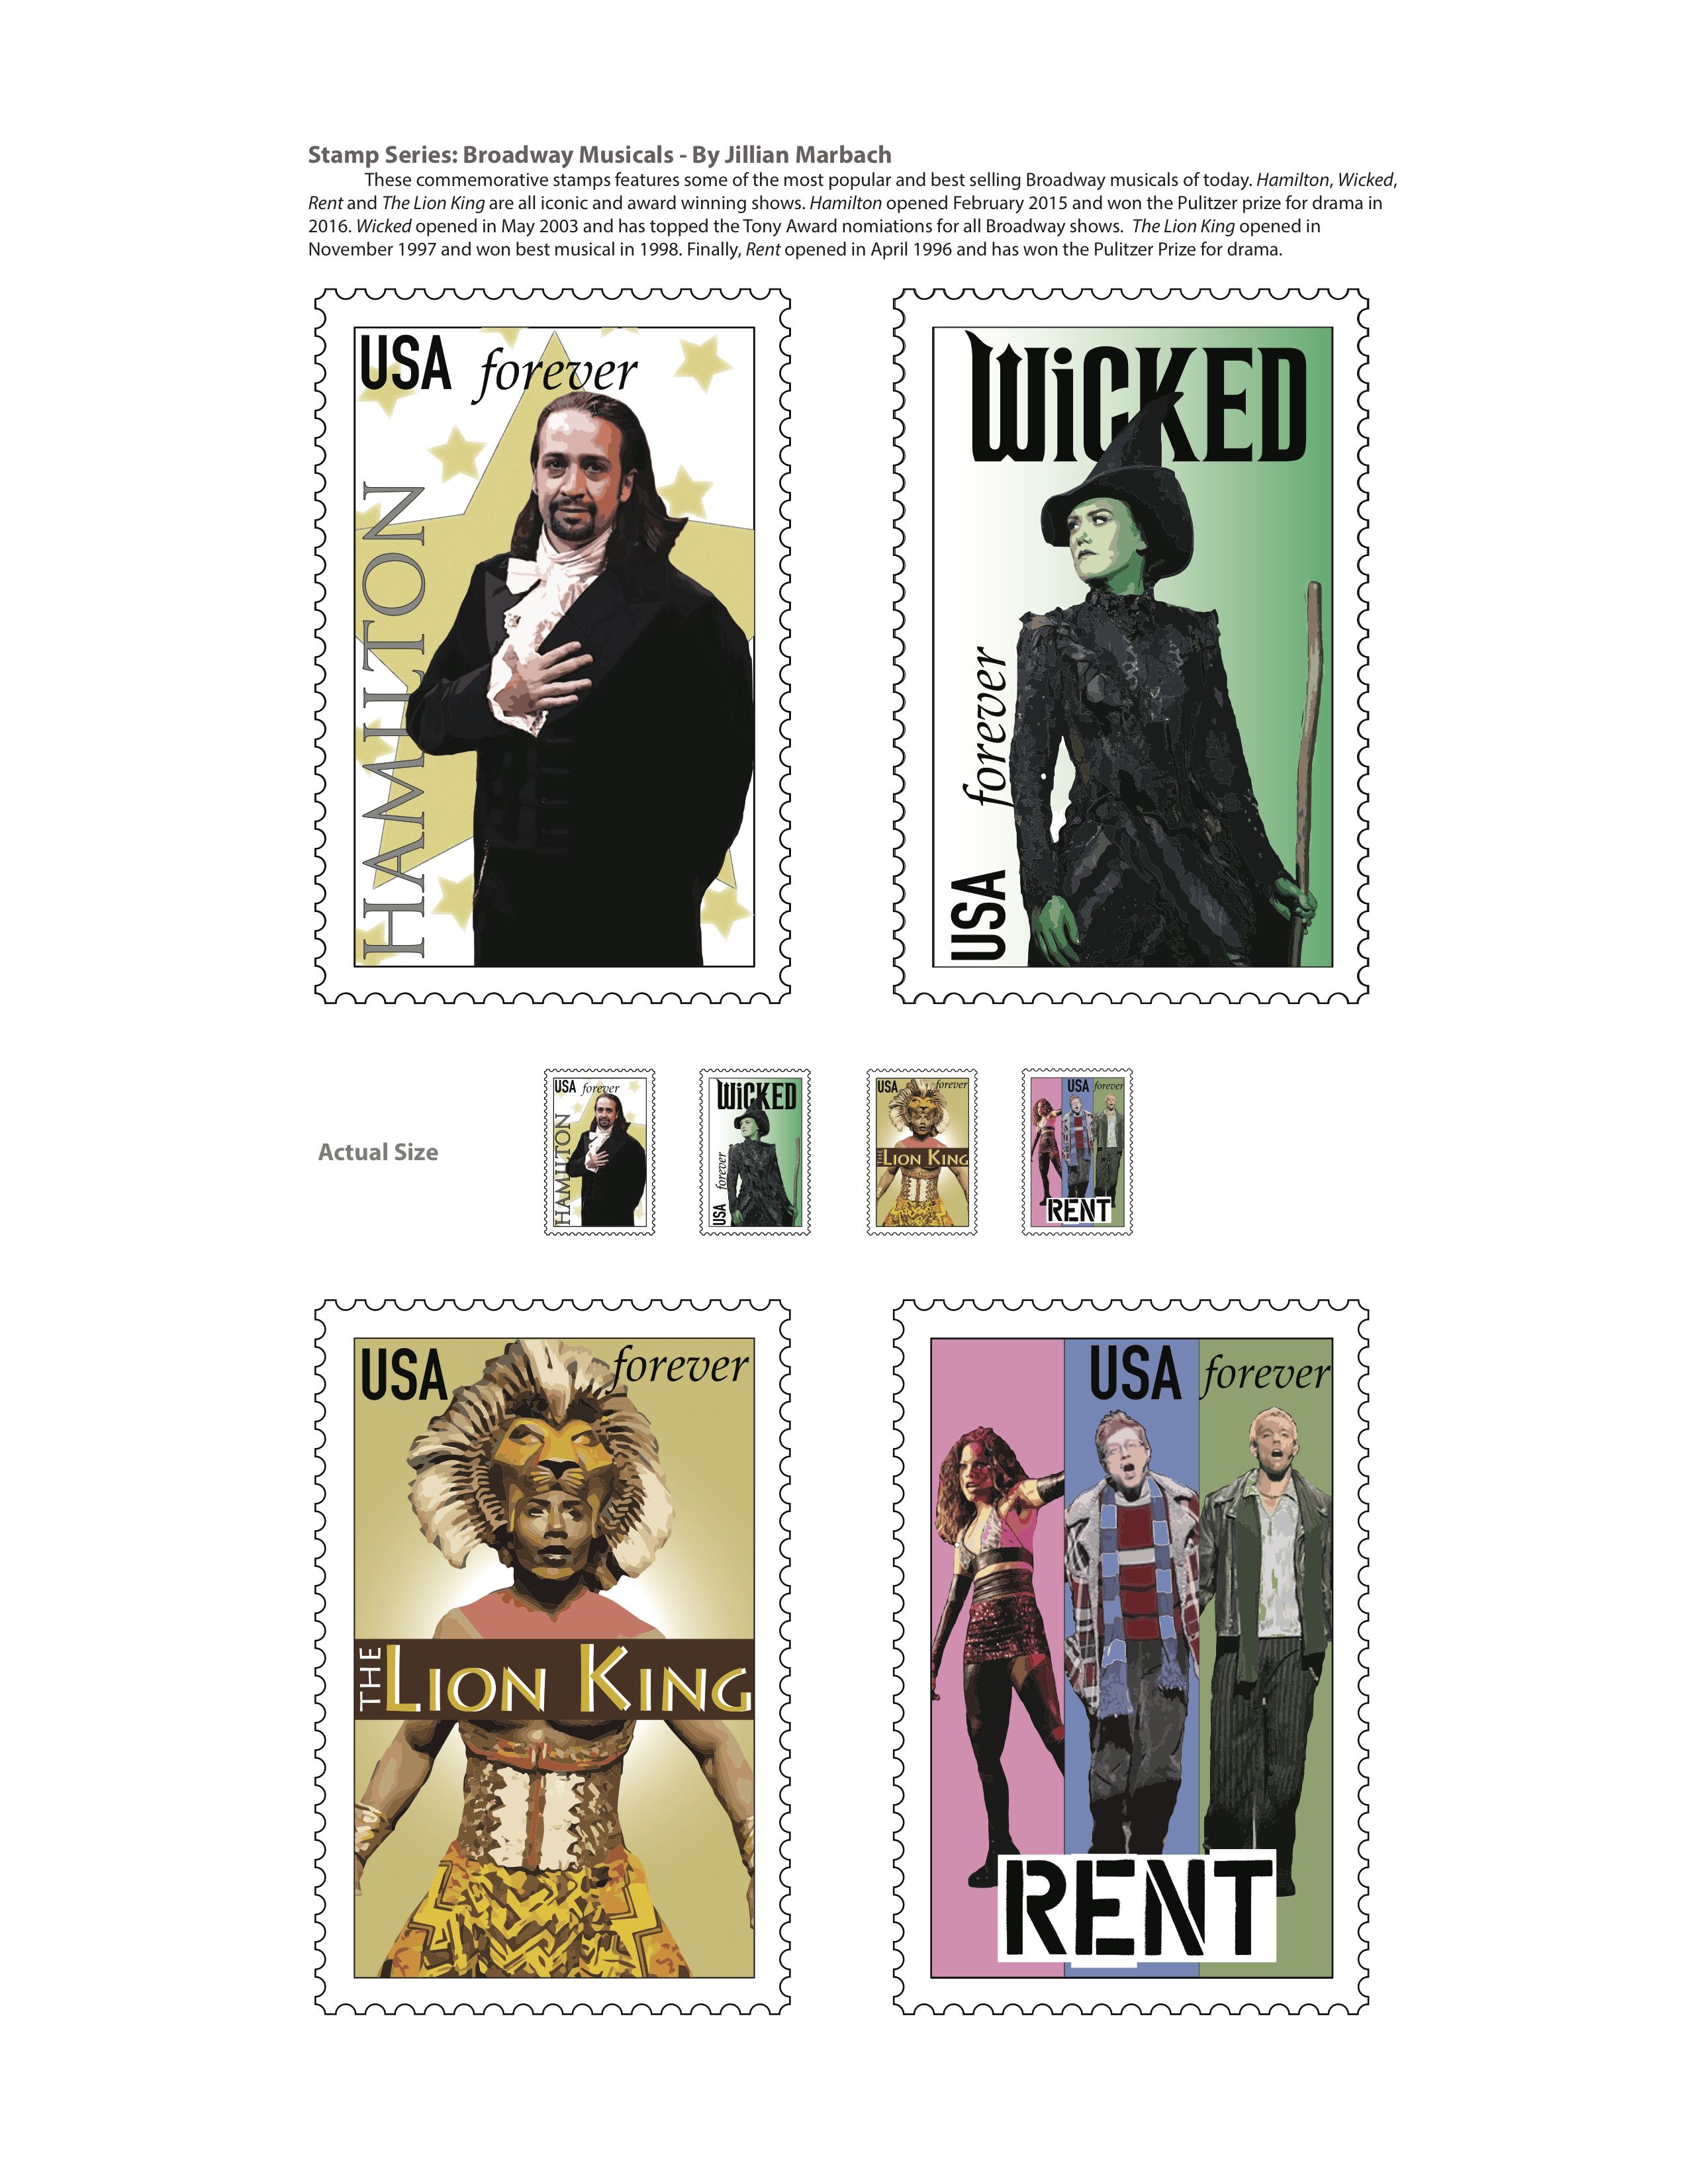 Stamp Series: Broadway Musicals - By Jillian Marbach
These commemorative stamps features some of the most popular and best selling Broadway musicals of today. Hamilton, Wicked,
Rent and The Lion King are all iconic and award winning shows. Hamilton opened February 2015 and won the Pulitzer prize for drama in
2016. Wicked opened in May 2003 and has topped the Tony Award nomiations for all Broadway shows. The Lion King opened in
November 1997 and won best musical in 1998. Finally, Rent opened in April 1996 and has won the Pulitzer Prize for drama.
USA forever
HAMILTON
WiCKED
USA forever
Actual Size
USA forever
HAMILTON
WiCKED
USA forever
USA forever
THE LION KING
USA forever
RENT
USA forever
THE LION KING
USA forever
RENT